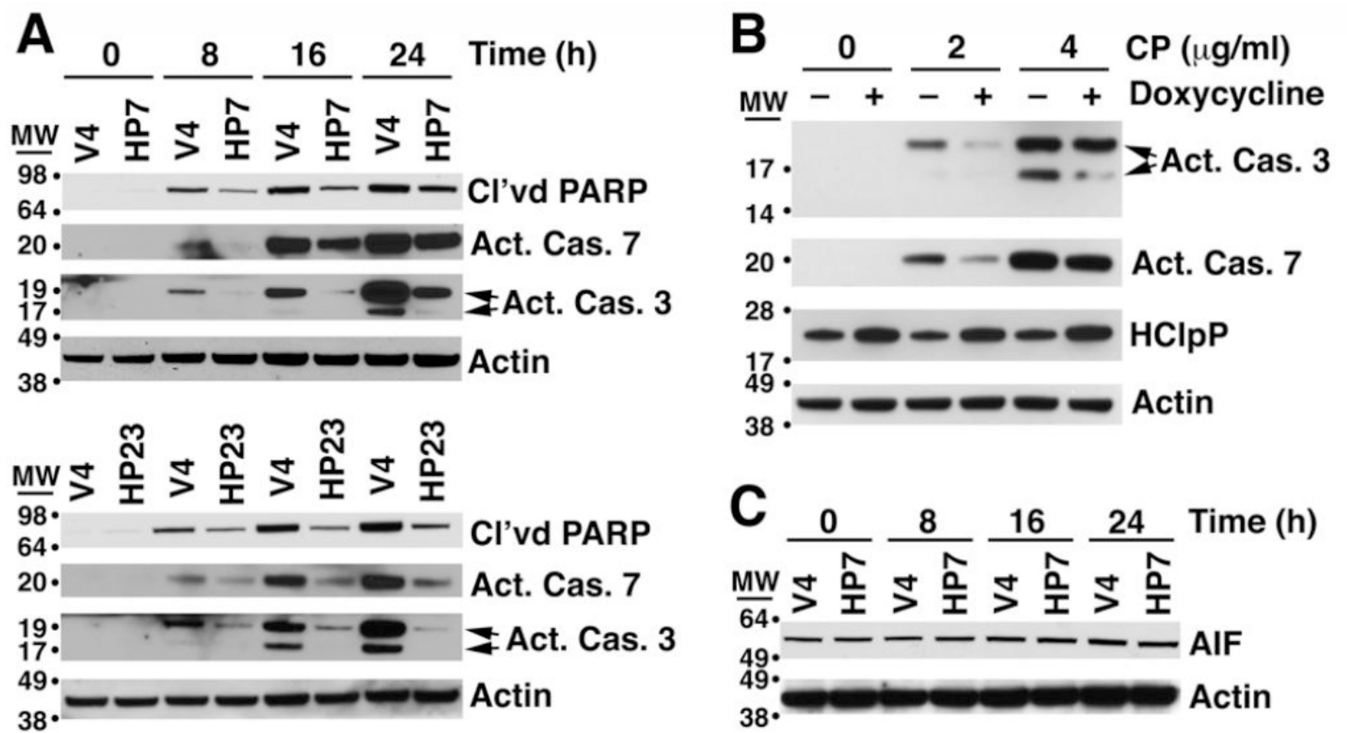 A
0 8 16 24 Time (h)
MW V4 HP7 V4 HP7 V4 HP7 V4 HP7
98
64
Cl'vd PARP
20
Act. Cas. 7
19
17
Act. Cas. 3
49
38
Actin
MW V4 HP23 V4 HP23 V4 HP23 V4 HP23
98
64
Cl'vd PARP
20
Act. Cas. 7
19
17
Act. Cas. 3
49
38
Actin
B
0 2 4 CP (μg/ml)
MW – + – + – + Doxycycline
17
14
Act. Cas. 3
20
Act. Cas. 7
28
17
HClpP
49
38
Actin
C
0 8 16 24 Time (h)
MW V4 HP7 V4 HP7 V4 HP7 V4 HP7
64
49
AIF
49
38
Actin